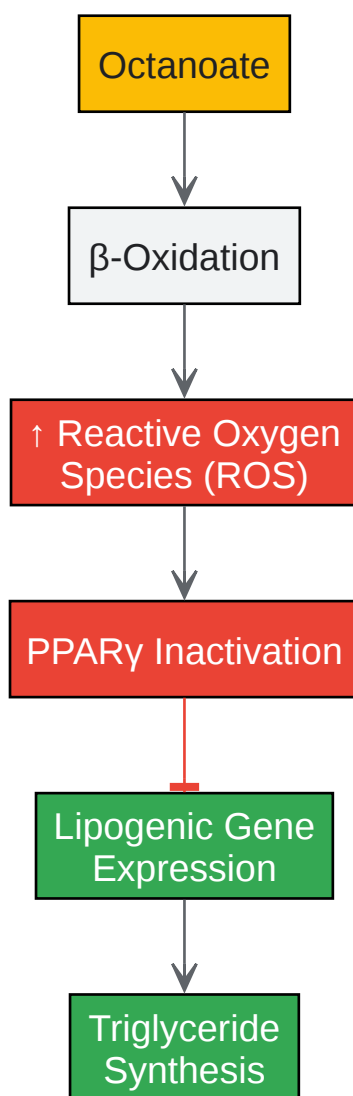 Octanoate
β-Oxidation
↑ Reactive Oxygen
Species (ROS)
PPARγ Inactivation
Lipogenic Gene
Expression
Triglyceride
Synthesis